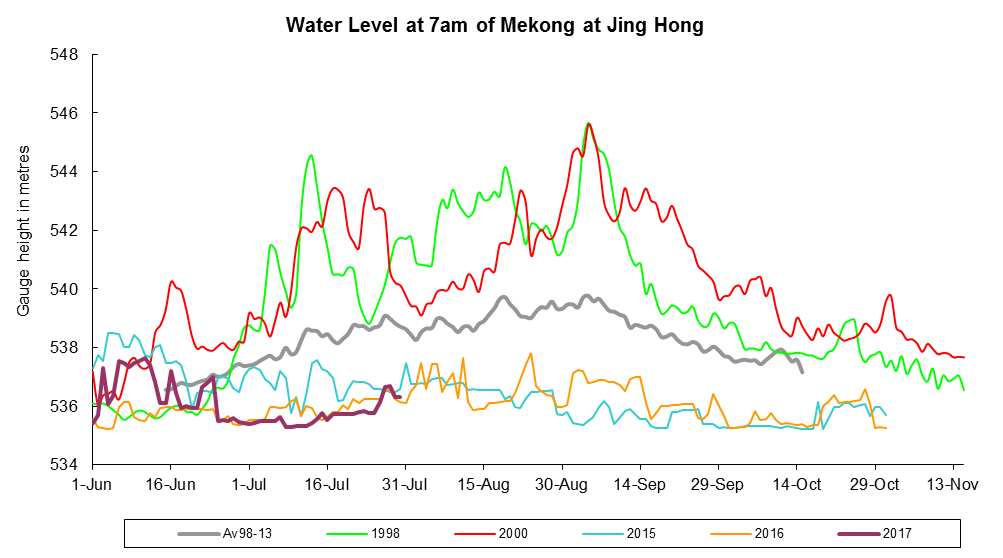 Water Level at 7am of Mekong at Jing Hong
Gauge height in metres
548
546
544
542
540
538
536
534
1-Jun 16-Jun 1-Jul 16-Jul 31-Jul 15-Aug 30-Aug 14-Sep 29-Sep 14-Oct 29-Oct 13-Nov
Av98-13 1998 2000 2015 2016 2017